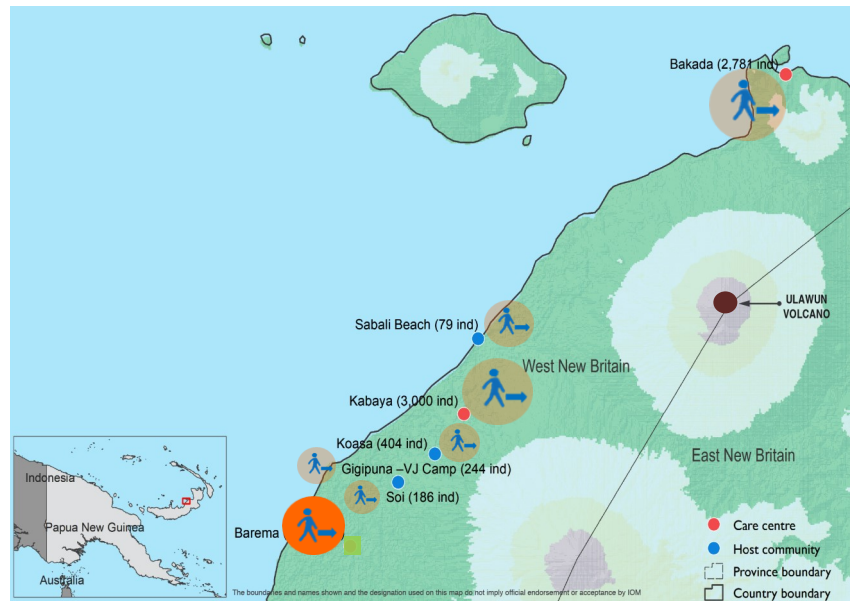 Bakada (2,781 ind)
ULAWUN
VOLCANO
Sabali Beach (79 ind)
West New Britain
Kabaya (3,000 ind)
Koasa (404 ind)
East New Britain
Gigipuna –VJ Camp (244 ind)
Soi (186 ind)
Barema
Indonesia
Papua New Guinea
Australia
Care centre
Host community
Province boundary
Country boundary
The boundaries and names shown and the designation used on this map do not imply official endorsement or acceptance by IOM